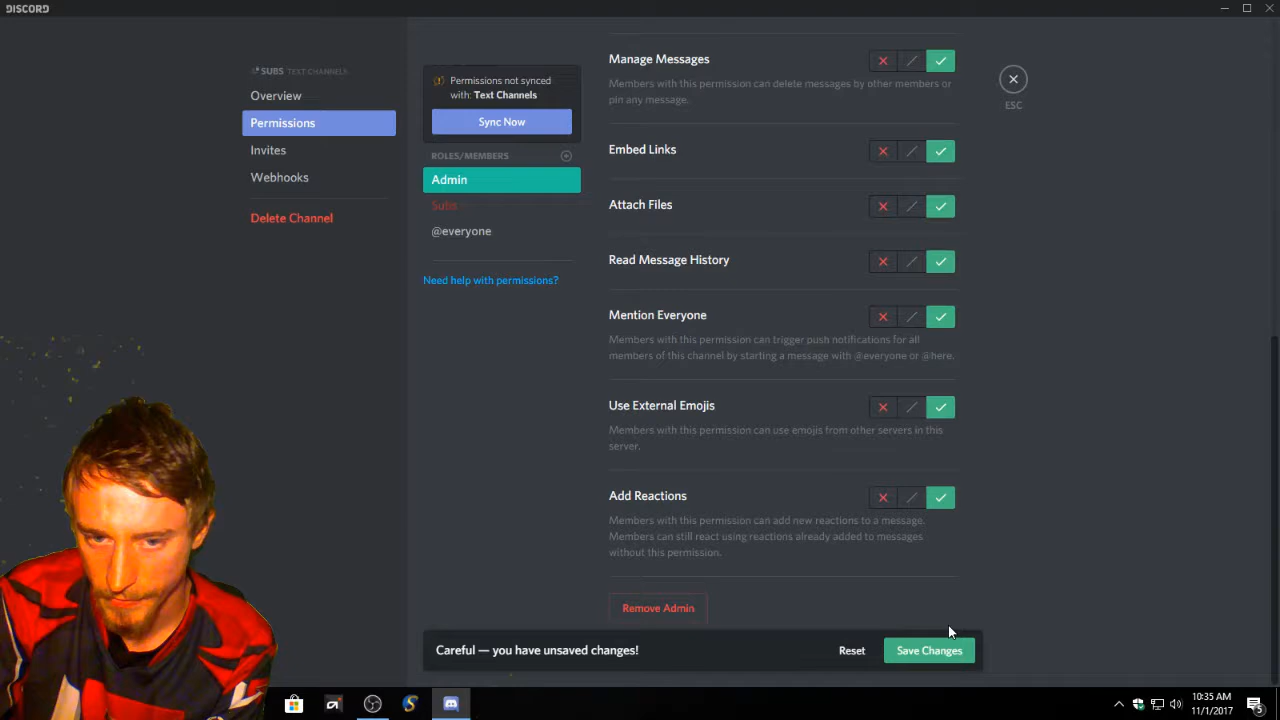 DISCORD
SUBS TEXT CHANNELS
Overview
Permissions
Invites
Webhooks
Delete Channel
Permissions not synced
with: Text Channels
Sync Now
ROLES/MEMBERS
Admin
Subs
@everyone
Need help with permissions?
Manage Messages
Members with this permission can delete messages by other members or
pin any message.
Embed Links
Attach Files
Read Message History
Mention Everyone
Members with this permission can trigger push notifications for all
members of this channel by starting a message with @everyone or @here.
Use External Emojis
Members with this permission can use emojis from other servers in this
server.
Add Reactions
Members with this permission can add new reactions to a message.
Members can still react using reactions already added to messages
without this permission.
Remove Admin
ESC
Careful — you have unsaved changes!
Reset
Save Changes
10:35 AM
11/1/2017
5